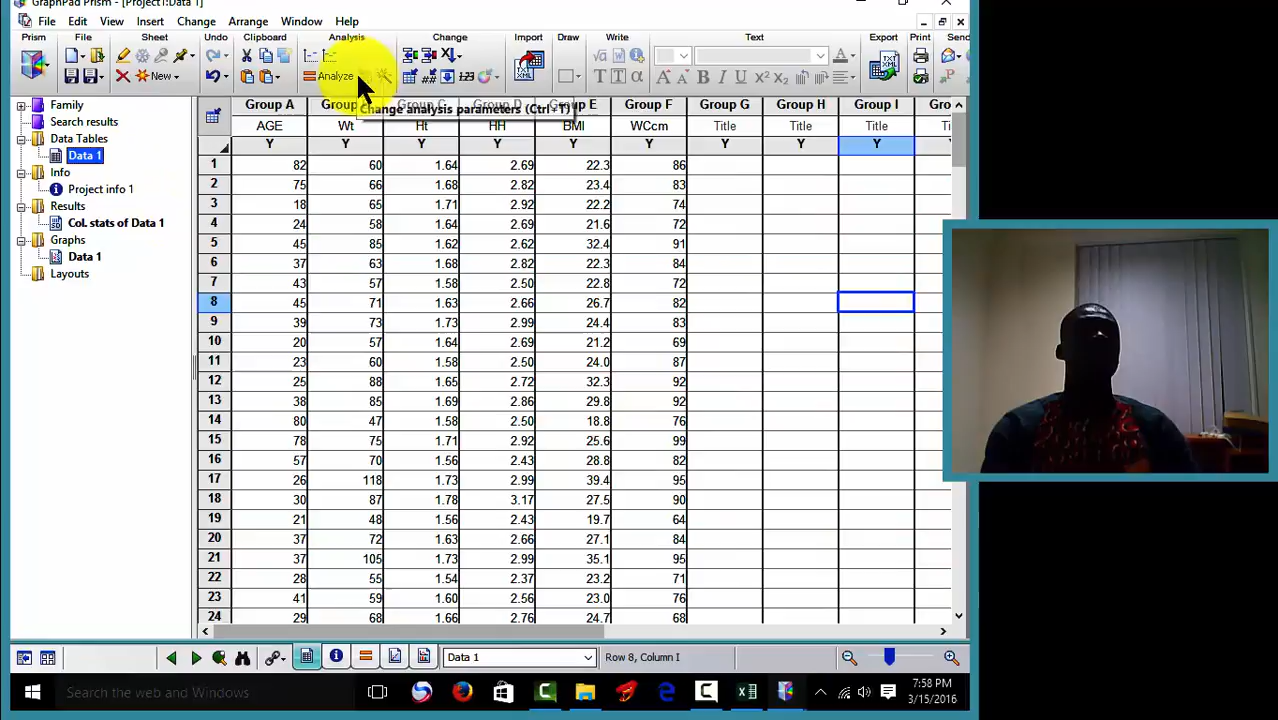 GraphPad Prism - [Project1:Data 1]
File Edit View Insert Change Arrange Window Help
Prism File Sheet Undo Clipboard Analysis Change Import Draw Write Text Export Print Send
New Analyze
Change analysis parameters (Ctrl+T)
Family
Search results
Data Tables
Data 1
Info
Project info 1
Results
Col. stats of Data 1
Graphs
Data 1
Layouts
Group A Group E Group F Group G Group H Group I
AGE Wt Ht HH BMI WCcm Title Title Title
Y Y Y Y Y Y Y Y Y
1 82 60 1.64 2.69 22.3 86
2 75 66 1.68 2.82 23.4 83
3 18 65 1.71 2.92 22.2 74
4 24 58 1.64 2.69 21.6 72
5 45 85 1.62 2.62 32.4 91
6 37 63 1.68 2.82 22.3 84
7 43 57 1.58 2.50 22.8 72
8 45 71 1.63 2.66 26.7 82
9 39 73 1.73 2.99 24.4 83
10 20 57 1.64 2.69 21.2 69
11 23 60 1.58 2.50 24.0 87
12 25 88 1.65 2.72 32.3 92
13 38 85 1.69 2.86 29.8 92
14 80 47 1.58 2.50 18.8 76
15 78 75 1.71 2.92 25.6 99
16 57 70 1.56 2.43 28.8 82
17 26 118 1.73 2.99 39.4 95
18 30 87 1.78 3.17 27.5 90
19 21 48 1.56 2.43 19.7 64
20 37 72 1.63 2.66 27.1 84
21 37 105 1.73 2.99 35.1 95
22 28 55 1.54 2.37 23.2 71
23 41 59 1.60 2.56 23.0 76
24 29 68 1.66 2.76 24.7 68
Data 1 Row 8, Column I
Search the web and Windows
7:58 PM
3/15/2016